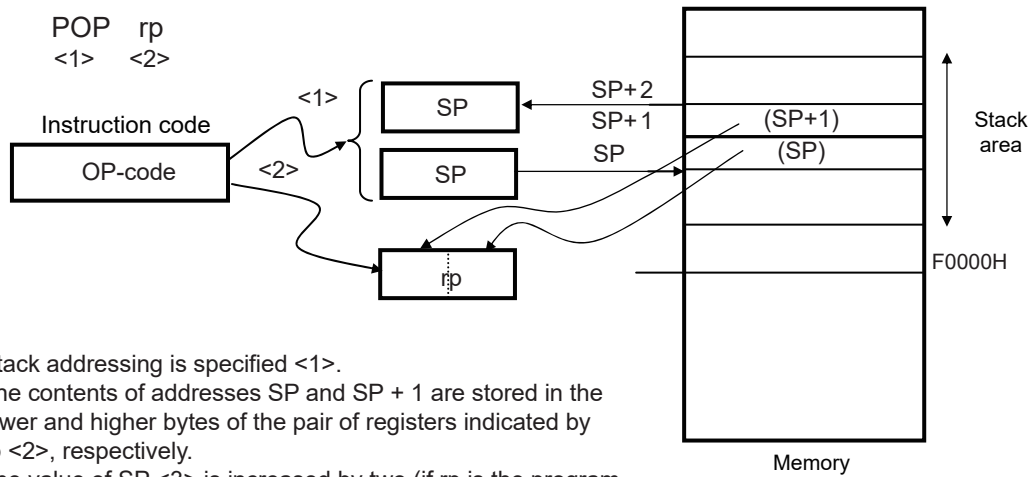 POP rp
<1> <2>
Instruction code
OP-code
<1>
<2>
SP
SP
rp
SP+2
SP+1
SP
(SP+1)
(SP)
Stack
area
F0000H
Memory
tack addressing is specified <1>.
he contents of addresses SP and SP + 1 are stored in the
wer and higher bytes of the pair of registers indicated by
<2>, respectively.